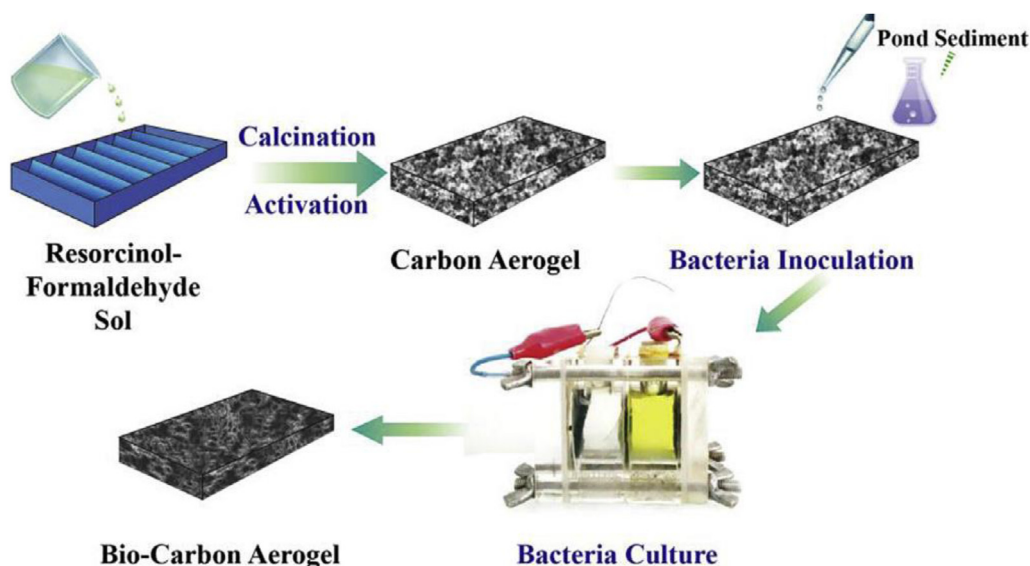 Pond Sediment
Calcination
Activation
Resorcinol-
Formaldehyde
Sol
Carbon Aerogel
Bacteria Inoculation
Bio-Carbon Aerogel
Bacteria Culture